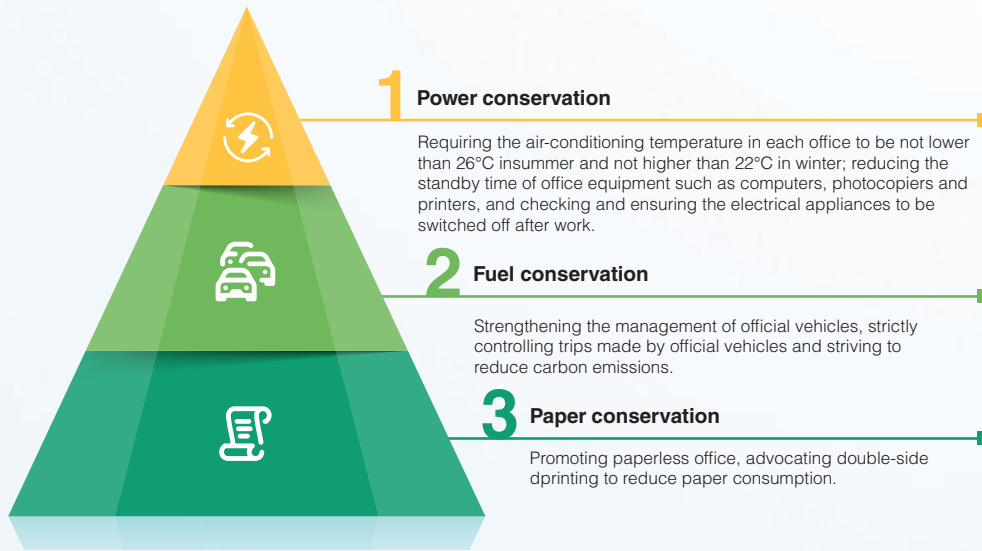 1 Power conservation
Requiring the air-conditioning temperature in each office to be not lower
than 26°C insummer and not higher than 22°C in winter; reducing the
standby time of office equipment such as computers, photocopiers and
printers, and checking and ensuring the electrical appliances to be
switched off after work.
2 Fuel conservation
Strengthening the management of official vehicles, strictly
controlling trips made by official vehicles and striving to
reduce carbon emissions.
3 Paper conservation
Promoting paperless office, advocating double-side
dprinting to reduce paper consumption.